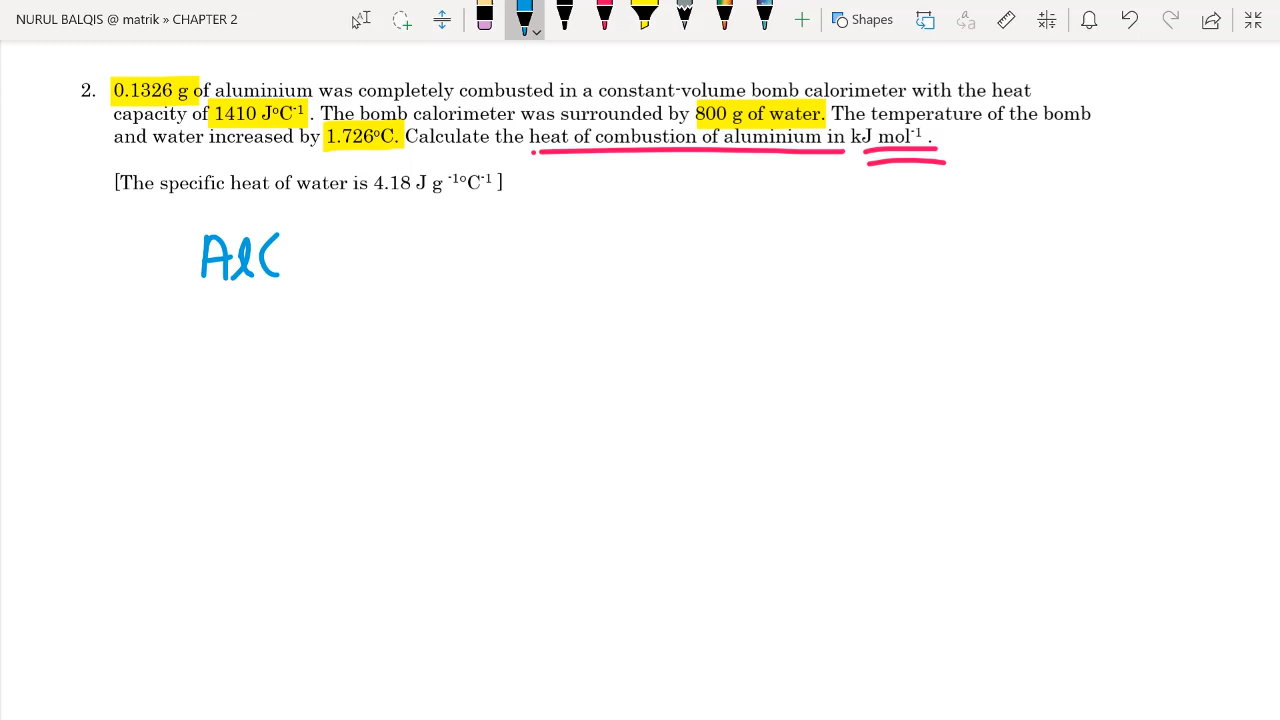 NURUL BALQIS @ matrik » CHAPTER 2
Shapes
2. 0.1326 g of aluminium was completely combusted in a constant-volume bomb calorimeter with the heat
capacity of 1410 J°C⁻¹ . The bomb calorimeter was surrounded by 800 g of water. The temperature of the bomb
and water increased by 1.726°C. Calculate the heat of combustion of aluminium in kJ mol⁻¹ .
[The specific heat of water is 4.18 J g ⁻¹°C⁻¹ ]
AlC